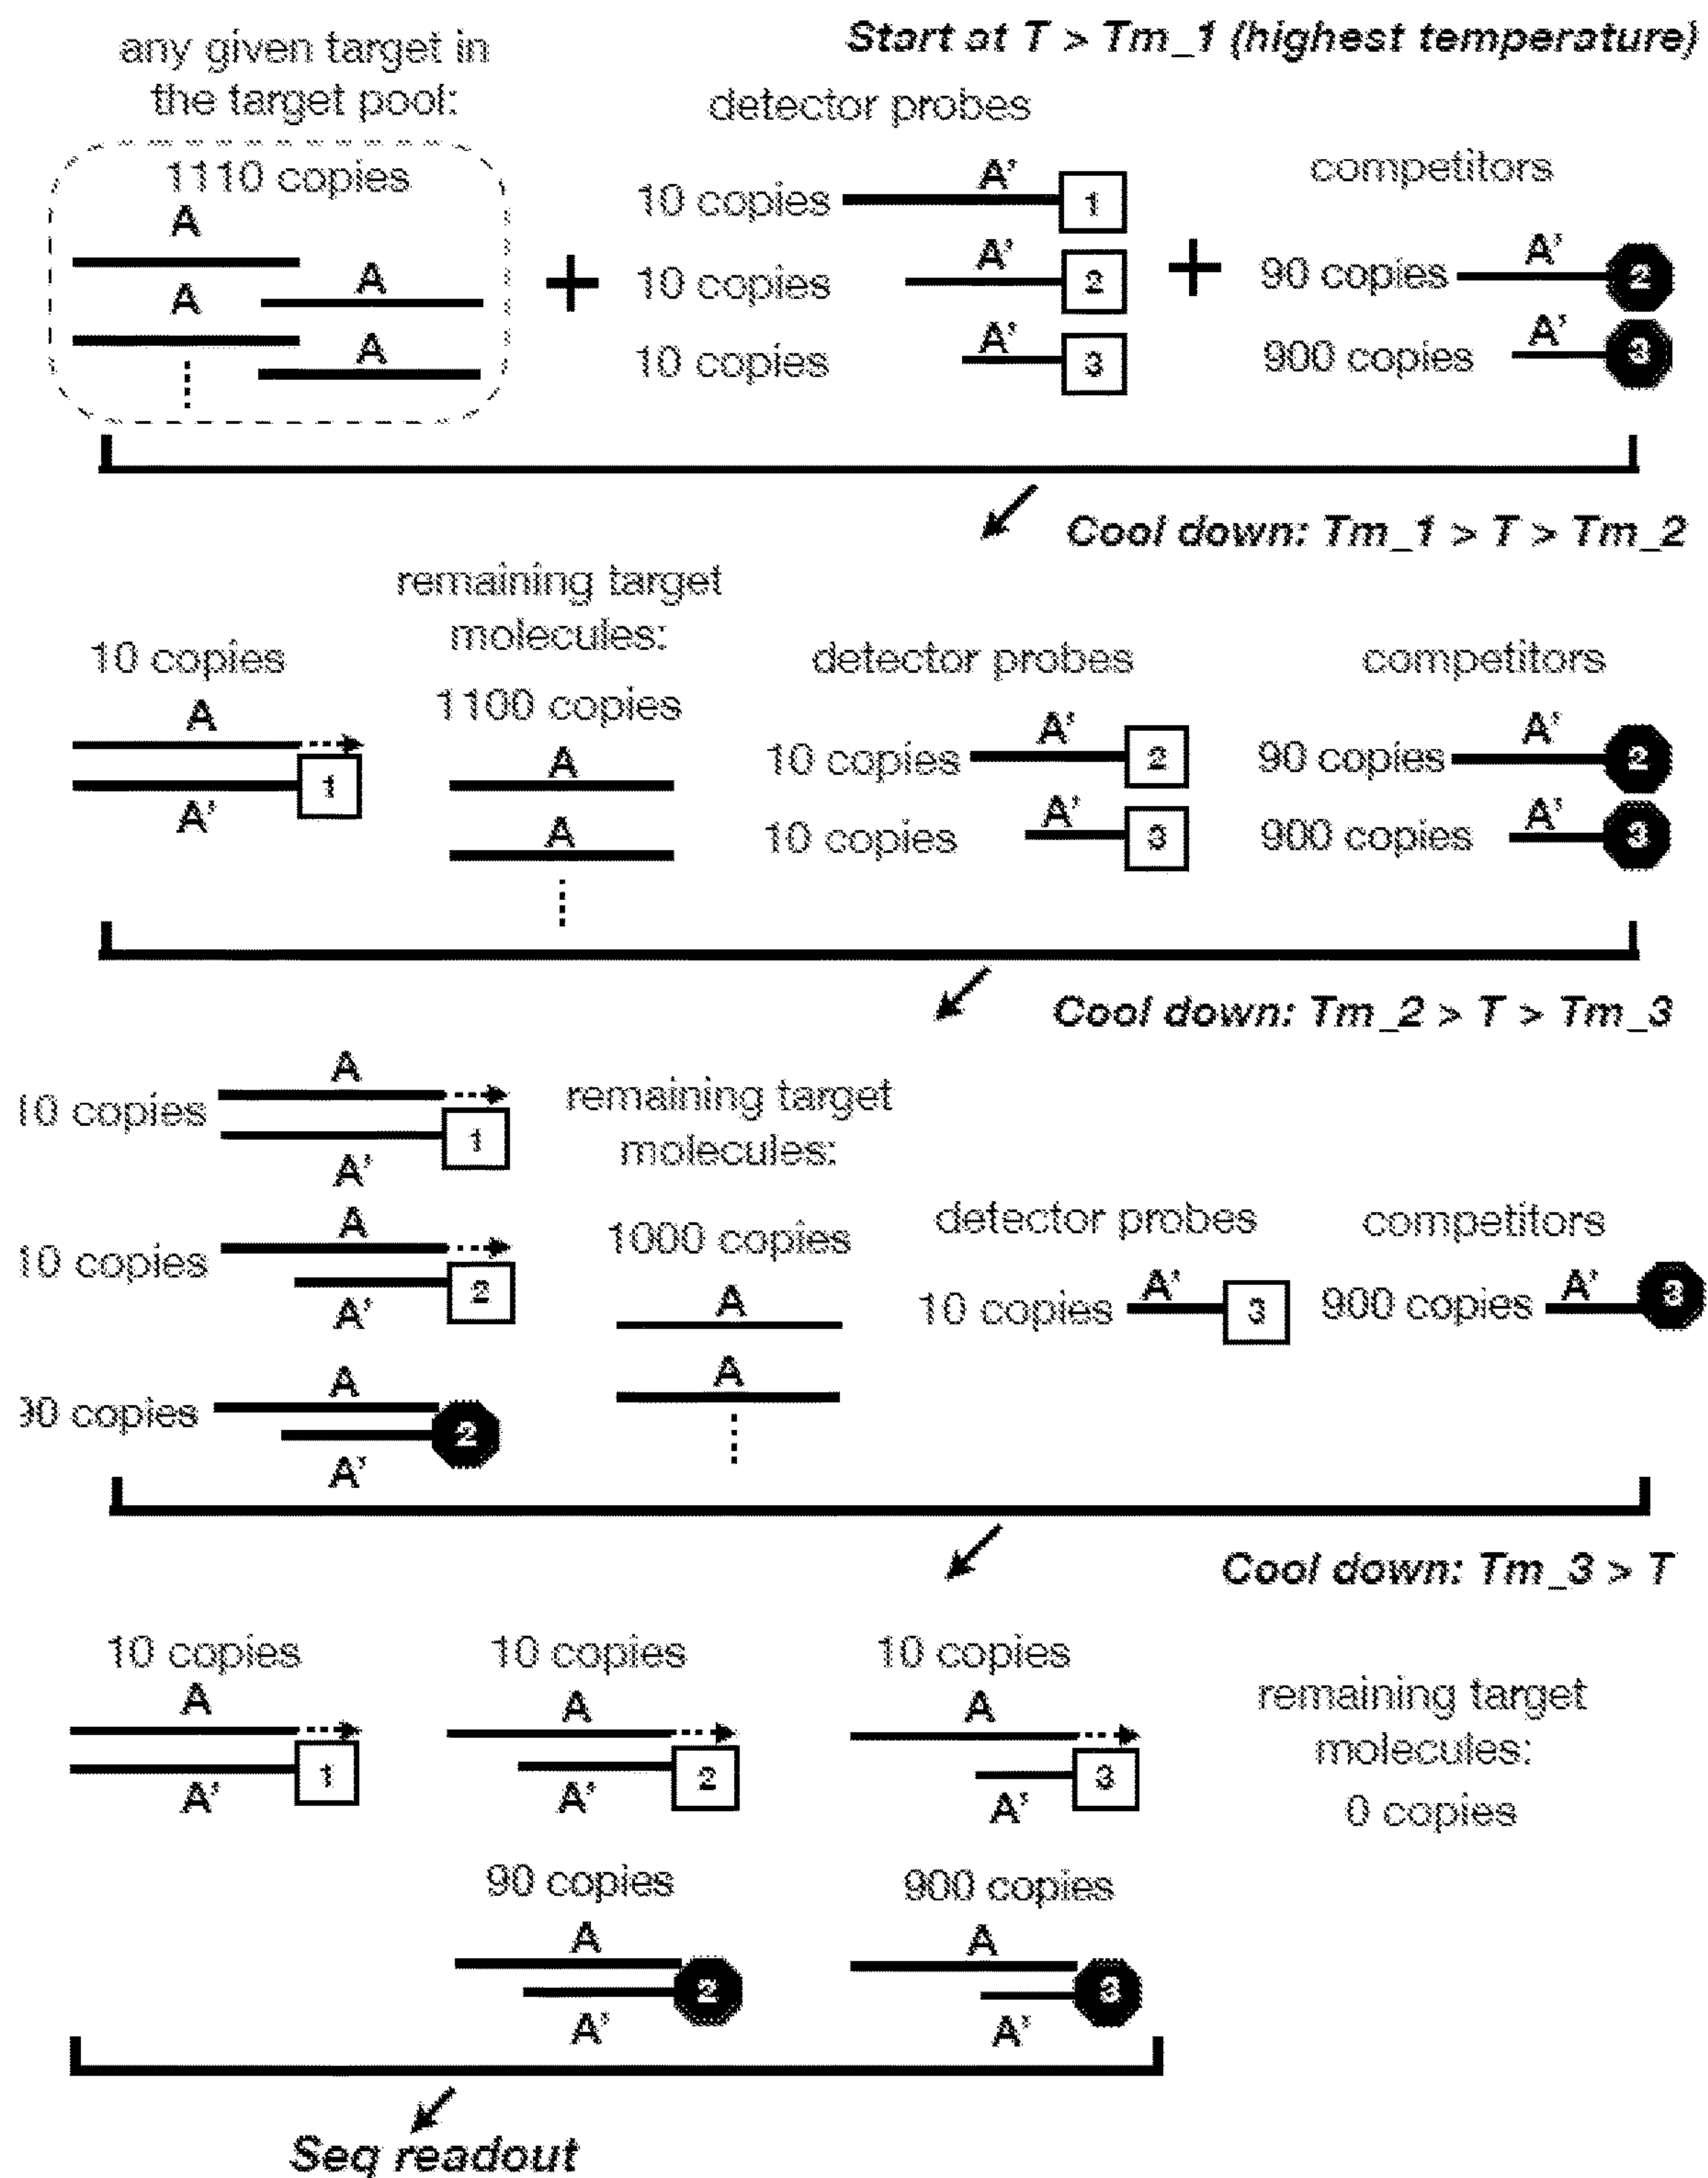 Start at T > Tm_1 (highest temperature)
any given target in
the target pool:
1110 copies
A
A
A
A
detector probes
10 copies A' 1
10 copies A' 2
10 copies A' 3
competitors
90 copies A' 2
900 copies A' 3
+
+
Cool down: Tm_1 > T > Tm_2
10 copies
A
1
A'
remaining target
molecules:
1100 copies
A
A
detector probes
10 copies A' 2
10 copies A' 3
competitors
90 copies A' 2
900 copies A' 3
Cool down: Tm_2 > T > Tm_3
10 copies
A
1
A'
10 copies
A
2
A'
90 copies
A
2
A'
remaining target
molecules:
1000 copies
A
A
detector probes
10 copies A' 3
competitors
900 copies A' 3
Cool down: Tm_3 > T
10 copies
A
1
A'
10 copies
A
2
A'
10 copies
A
3
A'
remaining target
molecules:
0 copies
90 copies
A
2
A'
900 copies
A
3
A'
Seq readout